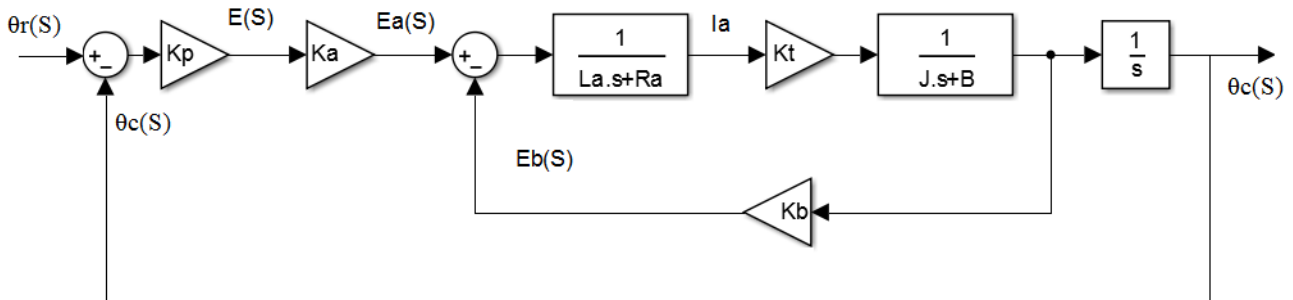 θr(S)
+
_
Kp
E(S)
Ka
Ea(S)
+
_
1
La.s+Ra
Ia
Kt
1
J.s+B
1
s
θc(S)
θc(S)
Eb(S)
Kb